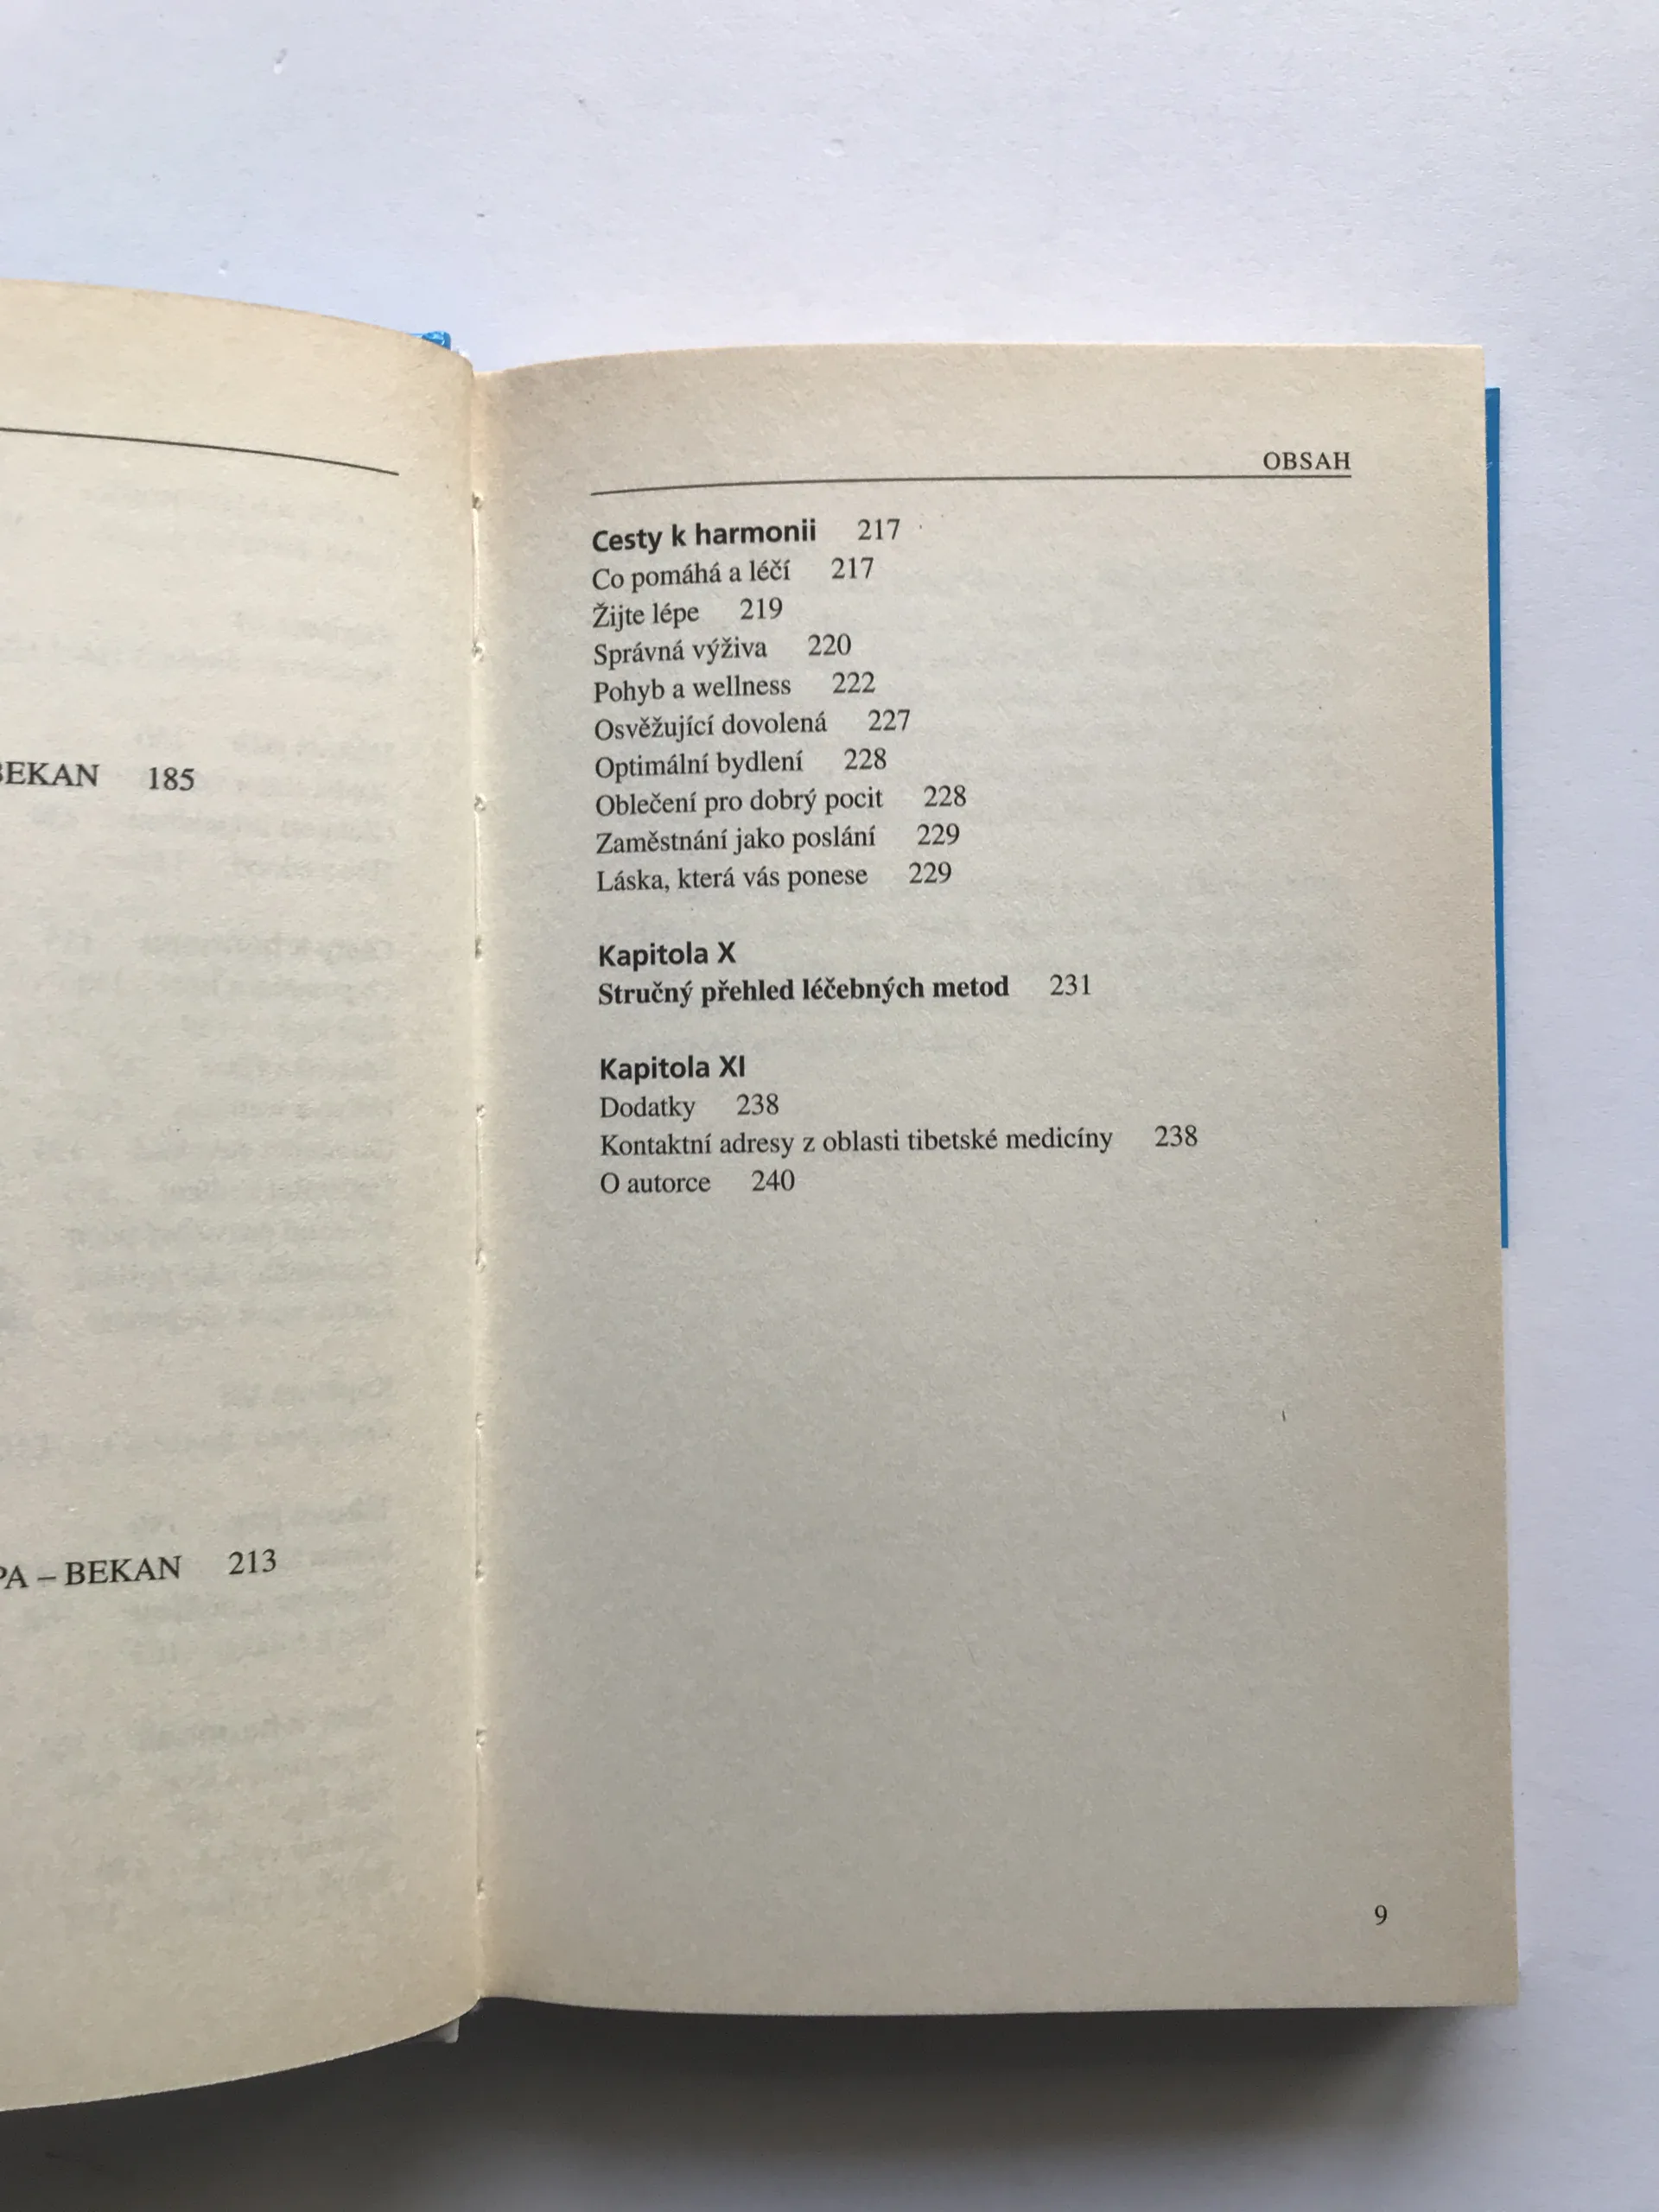 BEKAN 185
PA – BEKAN 213
OBSAH
Cesty k harmonii 217
Co pomáhá a léčí 217
Žijte lépe 219
Správná výživa 220
Pohyb a wellness 222
Osvěžující dovolená 227
Optimální bydlení 228
Oblečení pro dobrý pocit 228
Zaměstnání jako poslání 229
Láska, která vás ponese 229
Kapitola X
Stručný přehled léčebných metod 231
Kapitola XI
Dodatky 238
Kontaktní adresy z oblasti tibetské medicíny 238
O autorce 240
9